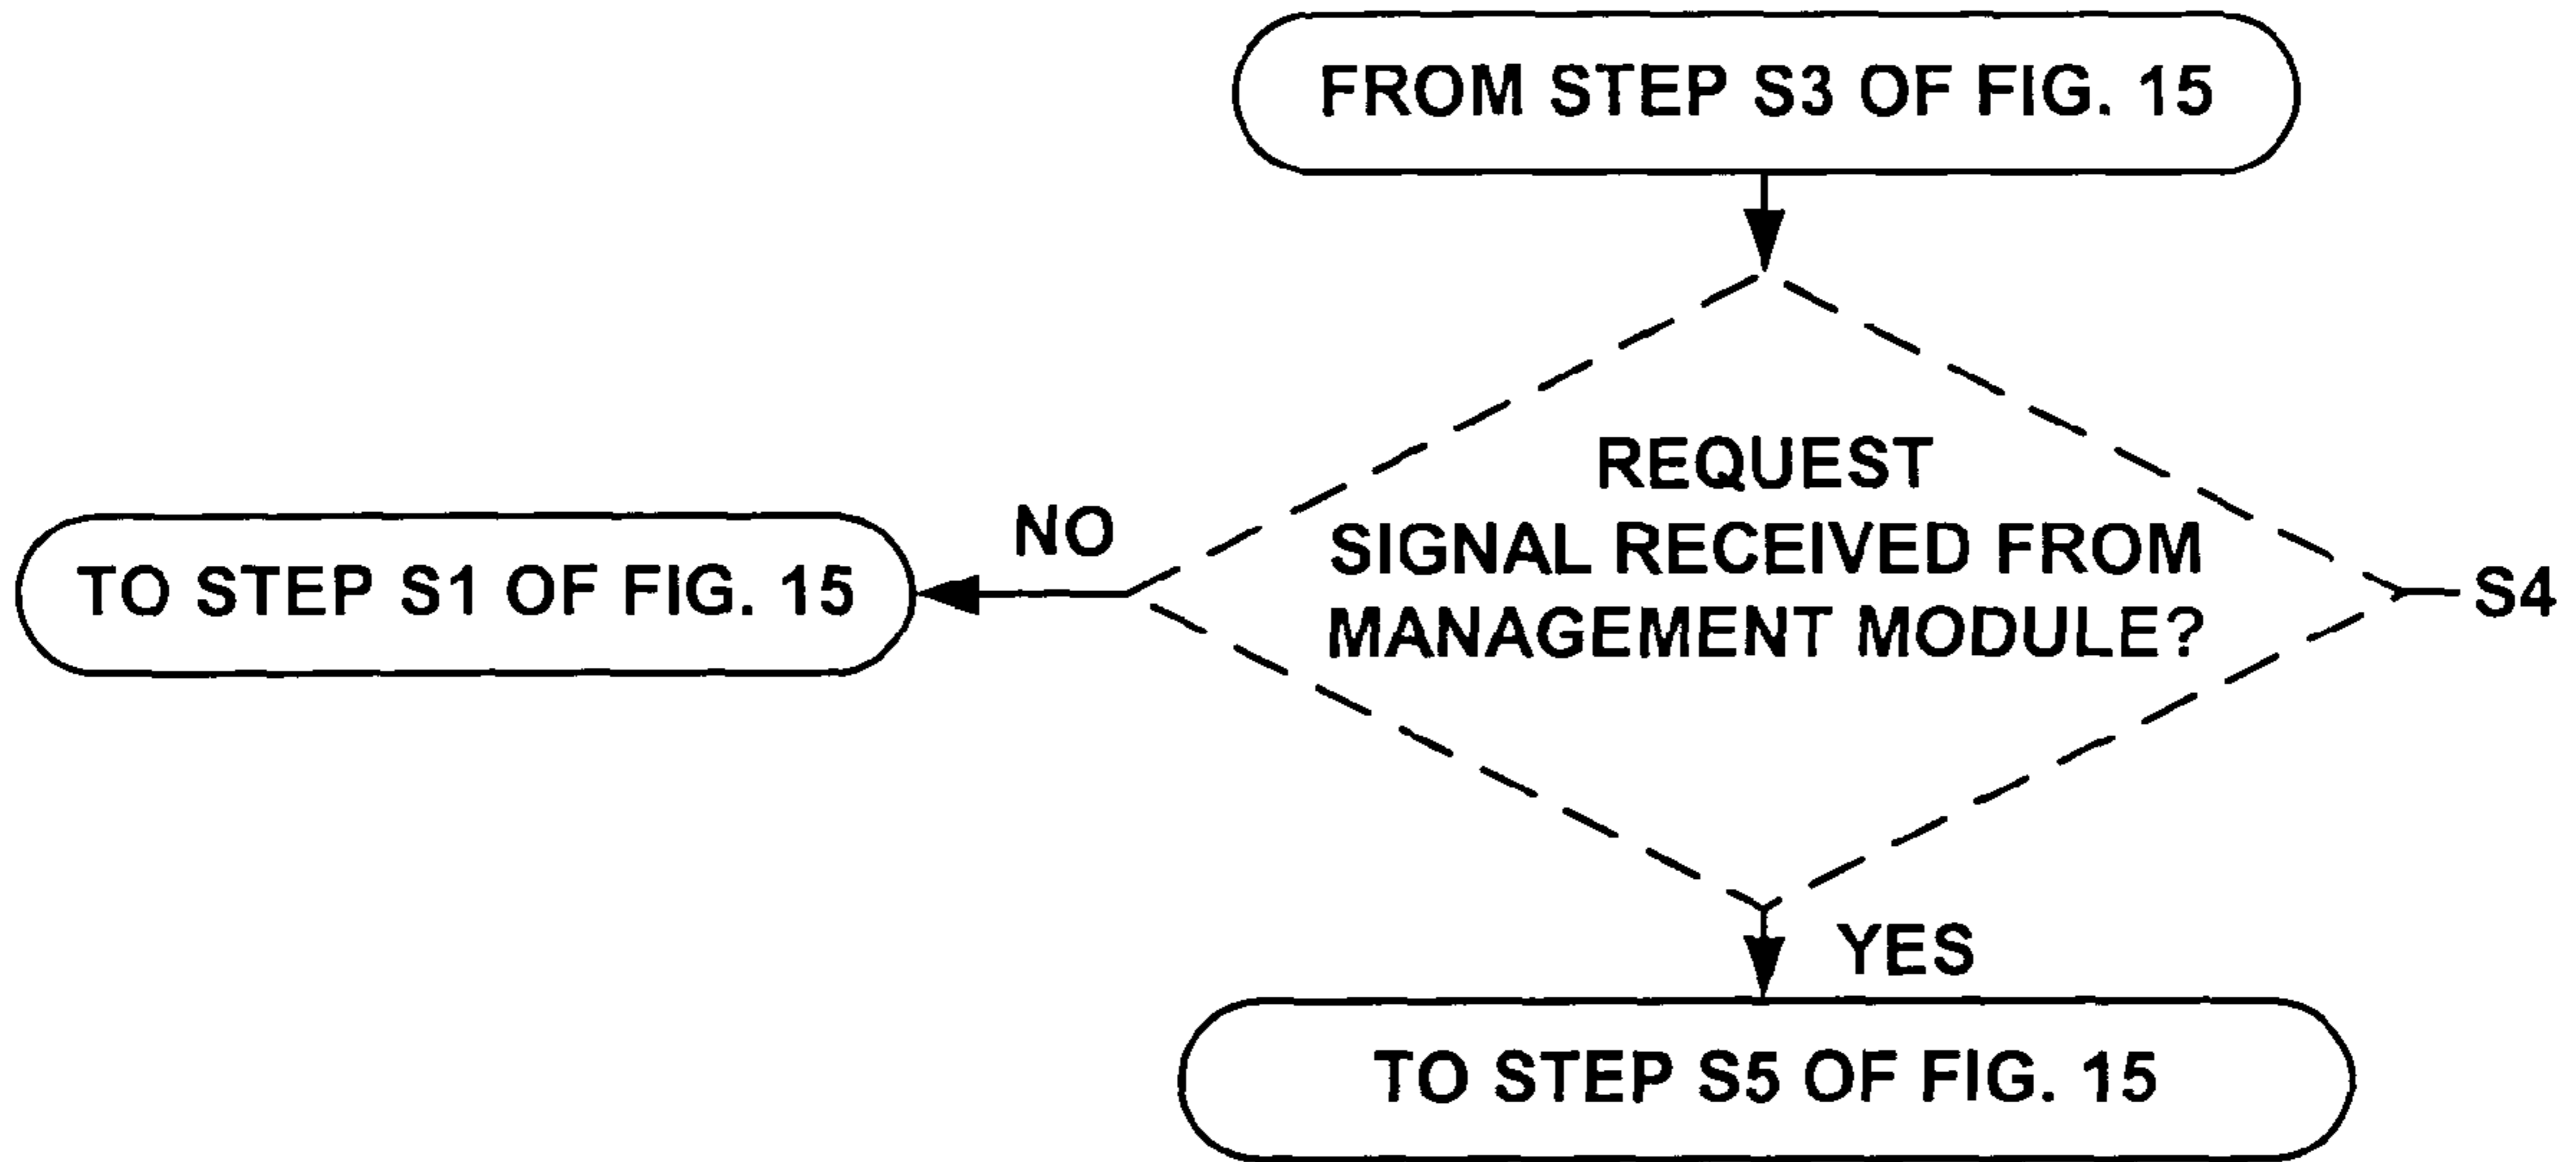 FROM STEP S3 OF FIG. 15
REQUEST
SIGNAL RECEIVED FROM
MANAGEMENT MODULE?
S4
NO
TO STEP S1 OF FIG. 15
YES
TO STEP S5 OF FIG. 15